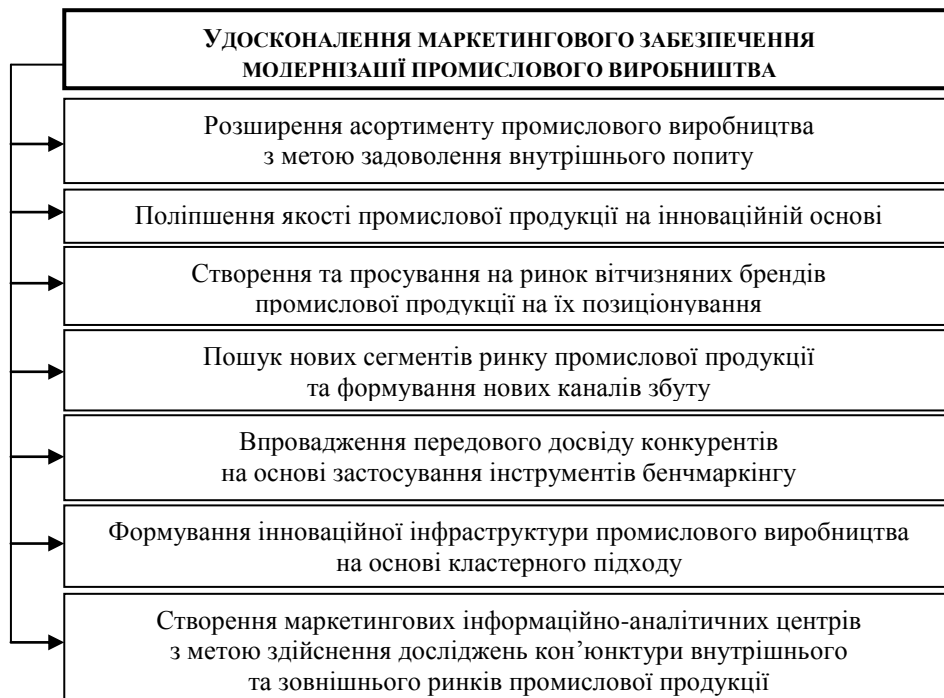 УДОСКОНАЛЕННЯ МАРКЕТИНГОВОГО ЗАБЕЗПЕЧЕННЯ
МОДЕРНІЗАЦІЇ ПРОМИСЛОВОГО ВИРОБНИЦТВА
Розширення асортименту промислового виробництва
з метою задоволення внутрішнього попиту
Поліпшення якості промислової продукції на інноваційній основі
Створення та просування на ринок вітчизняних брендів
промислової продукції на їх позиціонування
Пошук нових сегментів ринку промислової продукції
та формування нових каналів збуту
Впровадження передового досвіду конкурентів
на основі застосування інструментів бенчмаркінгу
Формування інноваційної інфраструктури промислового виробництва
на основі кластерного підходу
Створення маркетингових інформаційно-аналітичних центрів
з метою здійснення досліджень кон’юнктури внутрішнього
та зовнішнього ринків промислової продукції